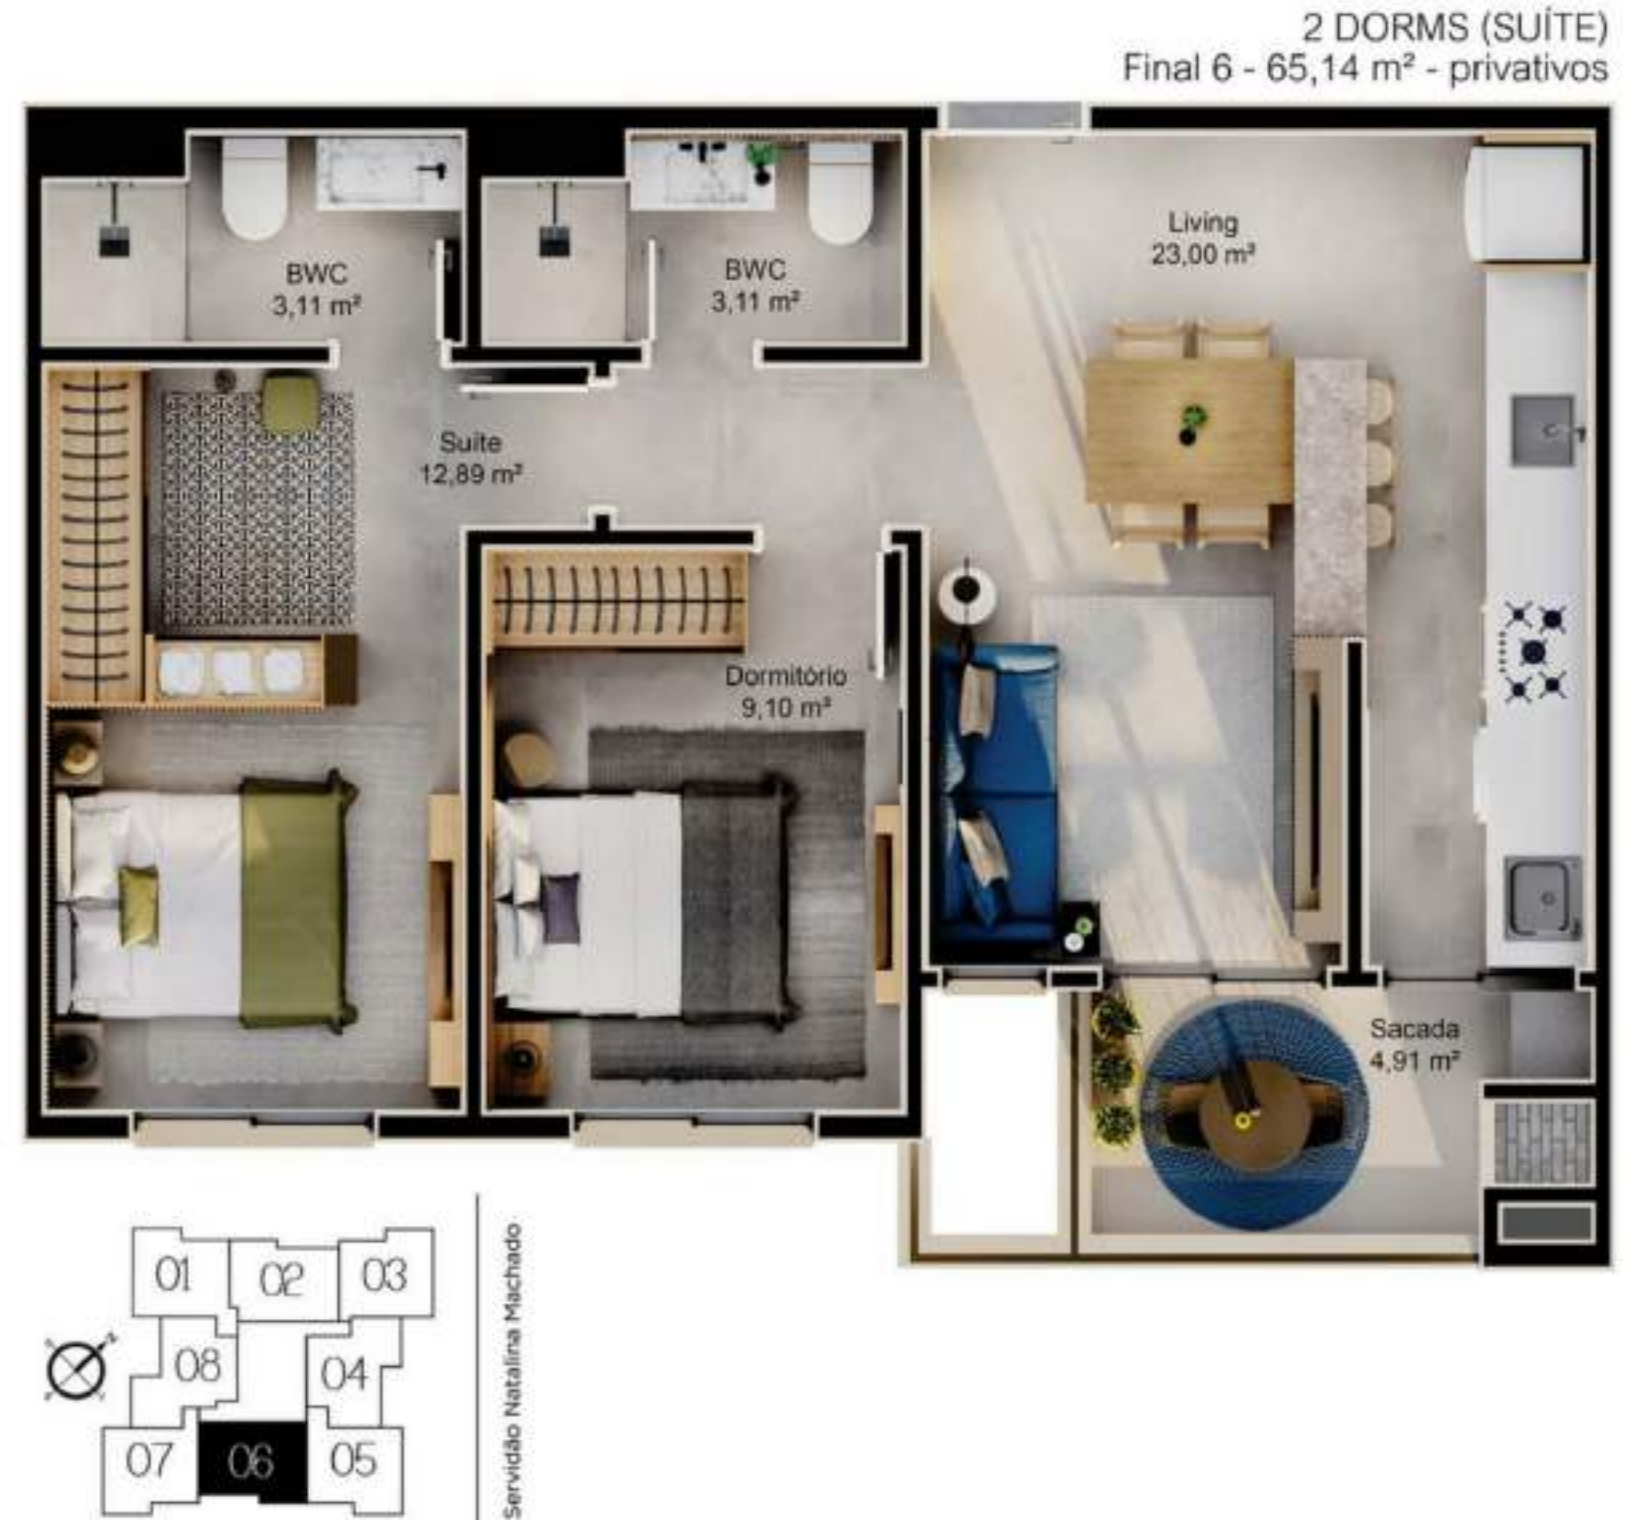 2 DORMS (SUÍTE)
Final 6 - 65,14 m² - privativos
Living
23,00 m²
BWC
3,11 m²
BWC
3,11 m²
Suíte
12,89 m²
Dormitório
9,10 m²
Sacada
4,91 m²
01
02
03
08
04
07
06
05
Servidão Natalina Machado